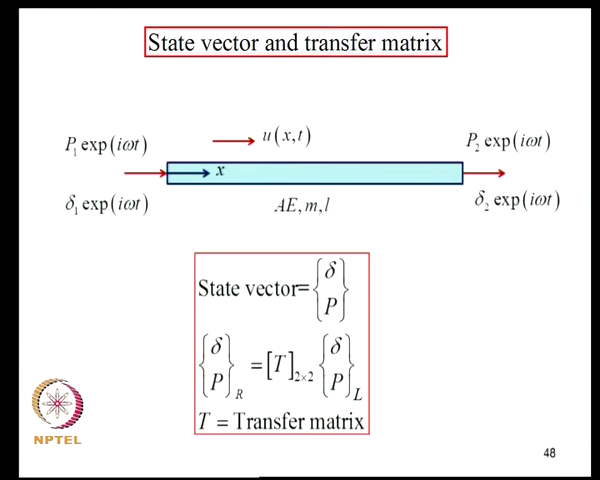 State vector and transfer matrix
P₁ exp(iωt)
u(x,t)
P₂ exp(iωt)
x
δ₁ exp(iωt)
AE, m, l
δ₂ exp(iωt)
State vector= {δ P}
{δ P}_R = [T]_2×2 {δ P}_L
T = Transfer matrix
NPTEL
48